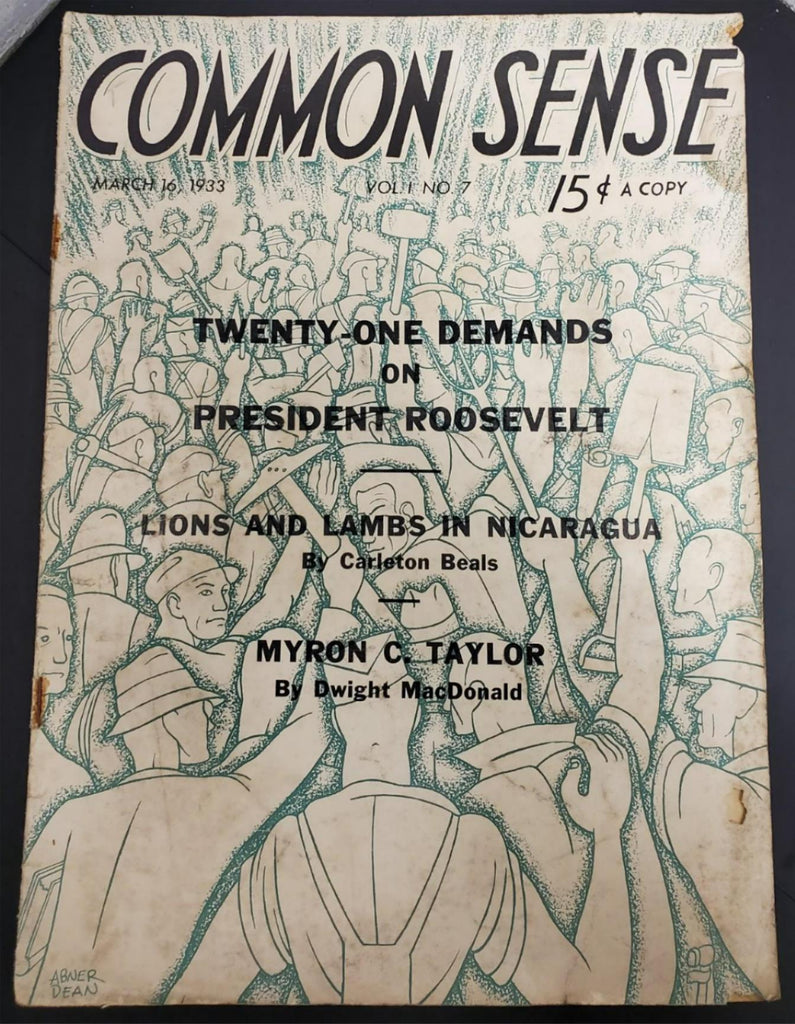 COMMON SENSE
MARCH 16, 1933 VOL. I NO. 7 15¢ A COPY
TWENTY-ONE DEMANDS
ON
PRESIDENT ROOSEVELT
LIONS AND LAMBS IN NICARAGUA
By Carleton Beals
MYRON C. TAYLOR
By Dwight MacDonald
ABNER
DEAN